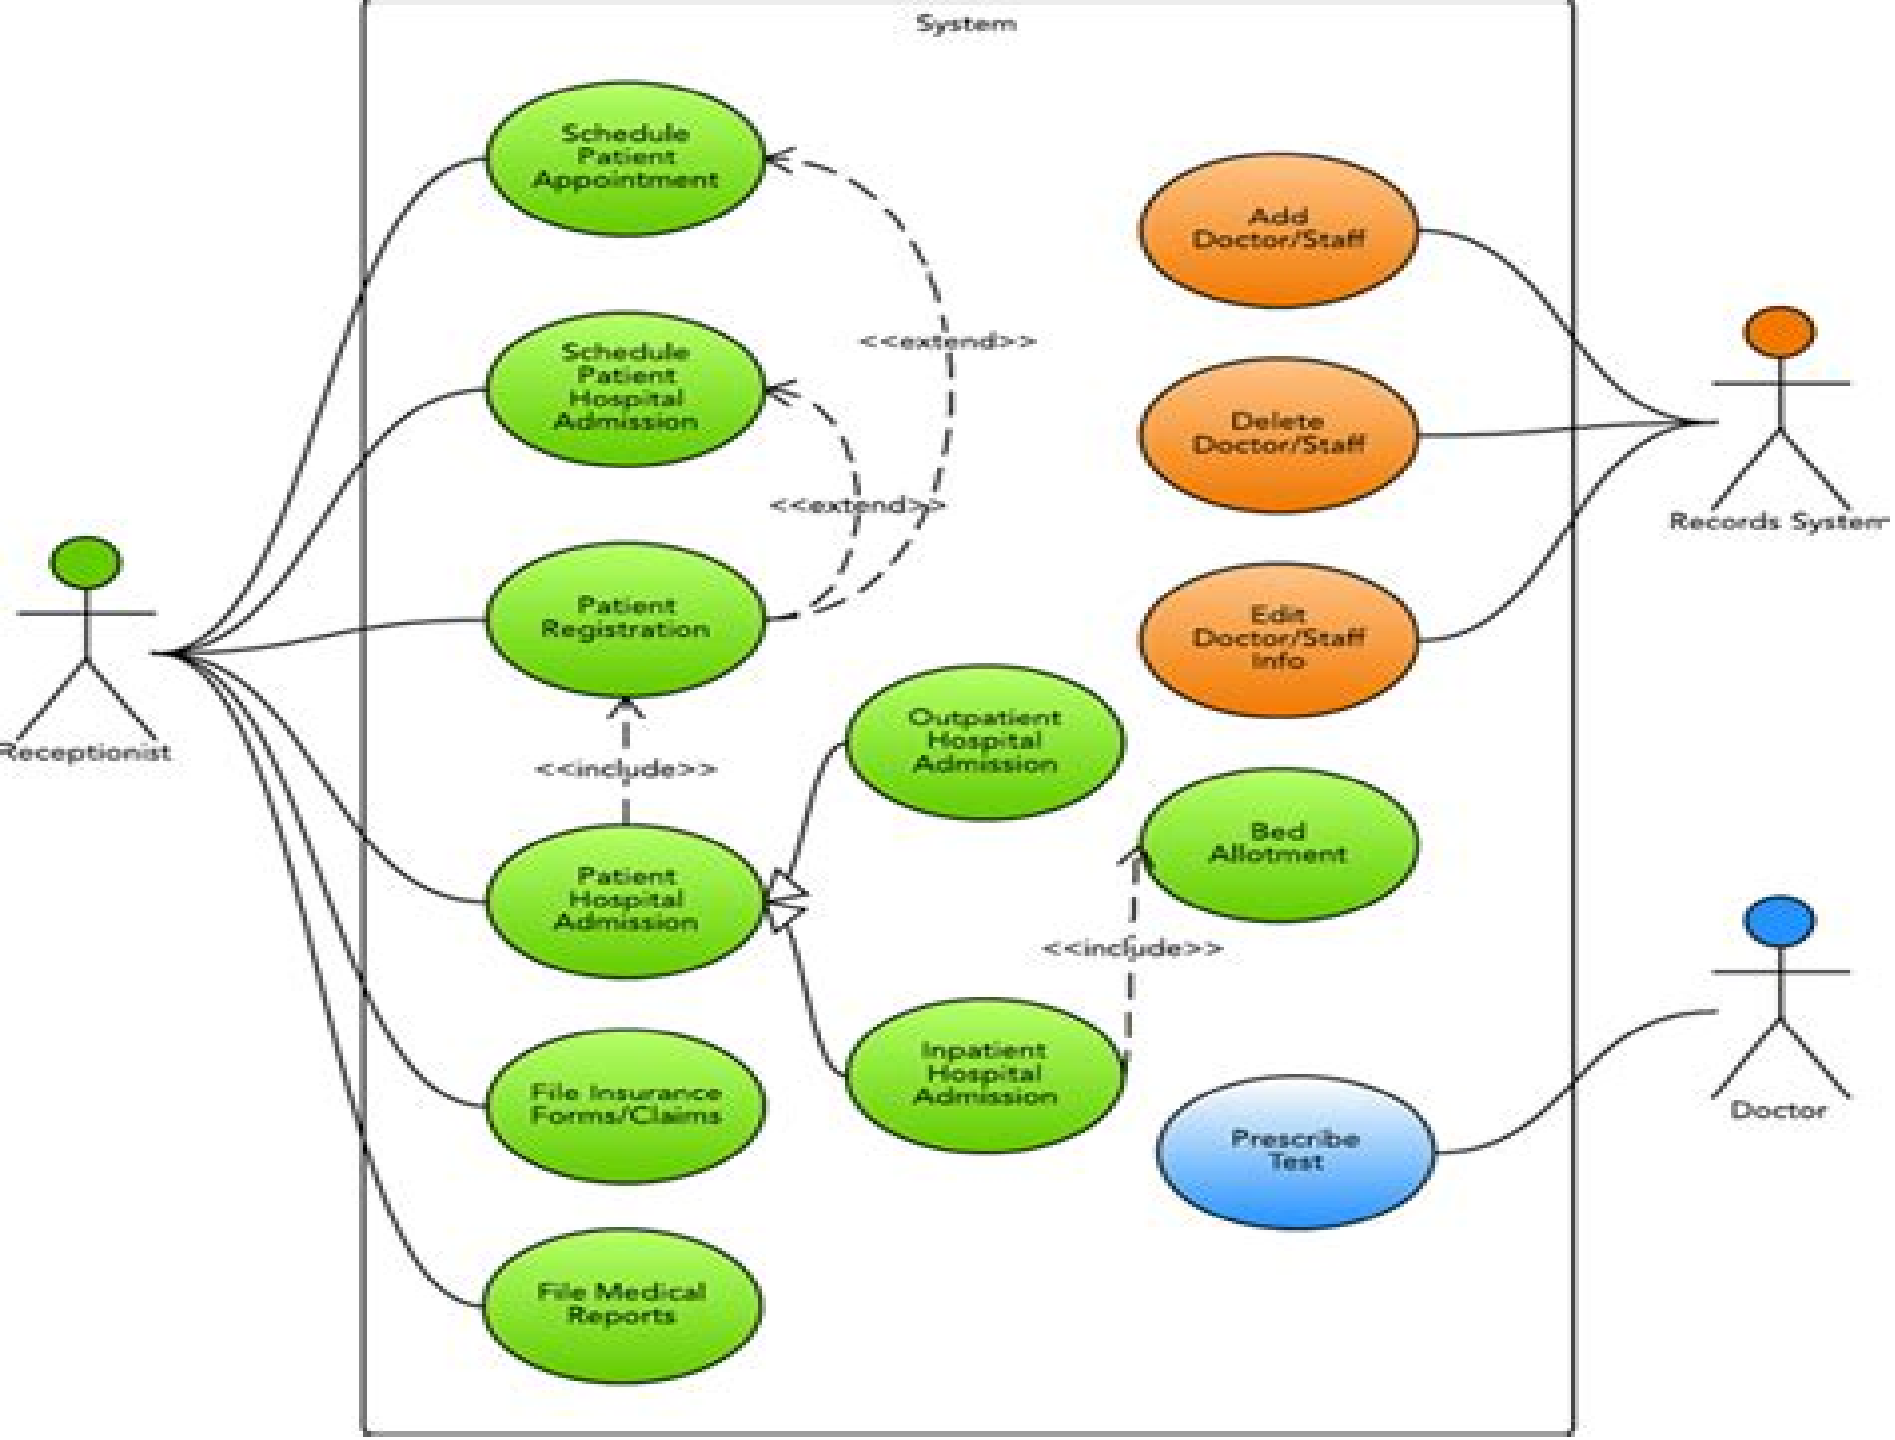 System
Schedule
Patient
Appointment
Schedule
Patient
Hospital
Admission
<<extend>>
<<extend>>
Patient
Registration
<<include>>
Patient
Hospital
Admission
File Insurance
Forms/Claims
File Medical
Reports
Receptionist
Outpatient
Hospital
Admission
Inpatient
Hospital
Admission
<<include>>
Add
Doctor/Staff
Delete
Doctor/Staff
Edit
Doctor/Staff
Info
Bed
Allotment
Prescribe
Test
Records System
Doctor